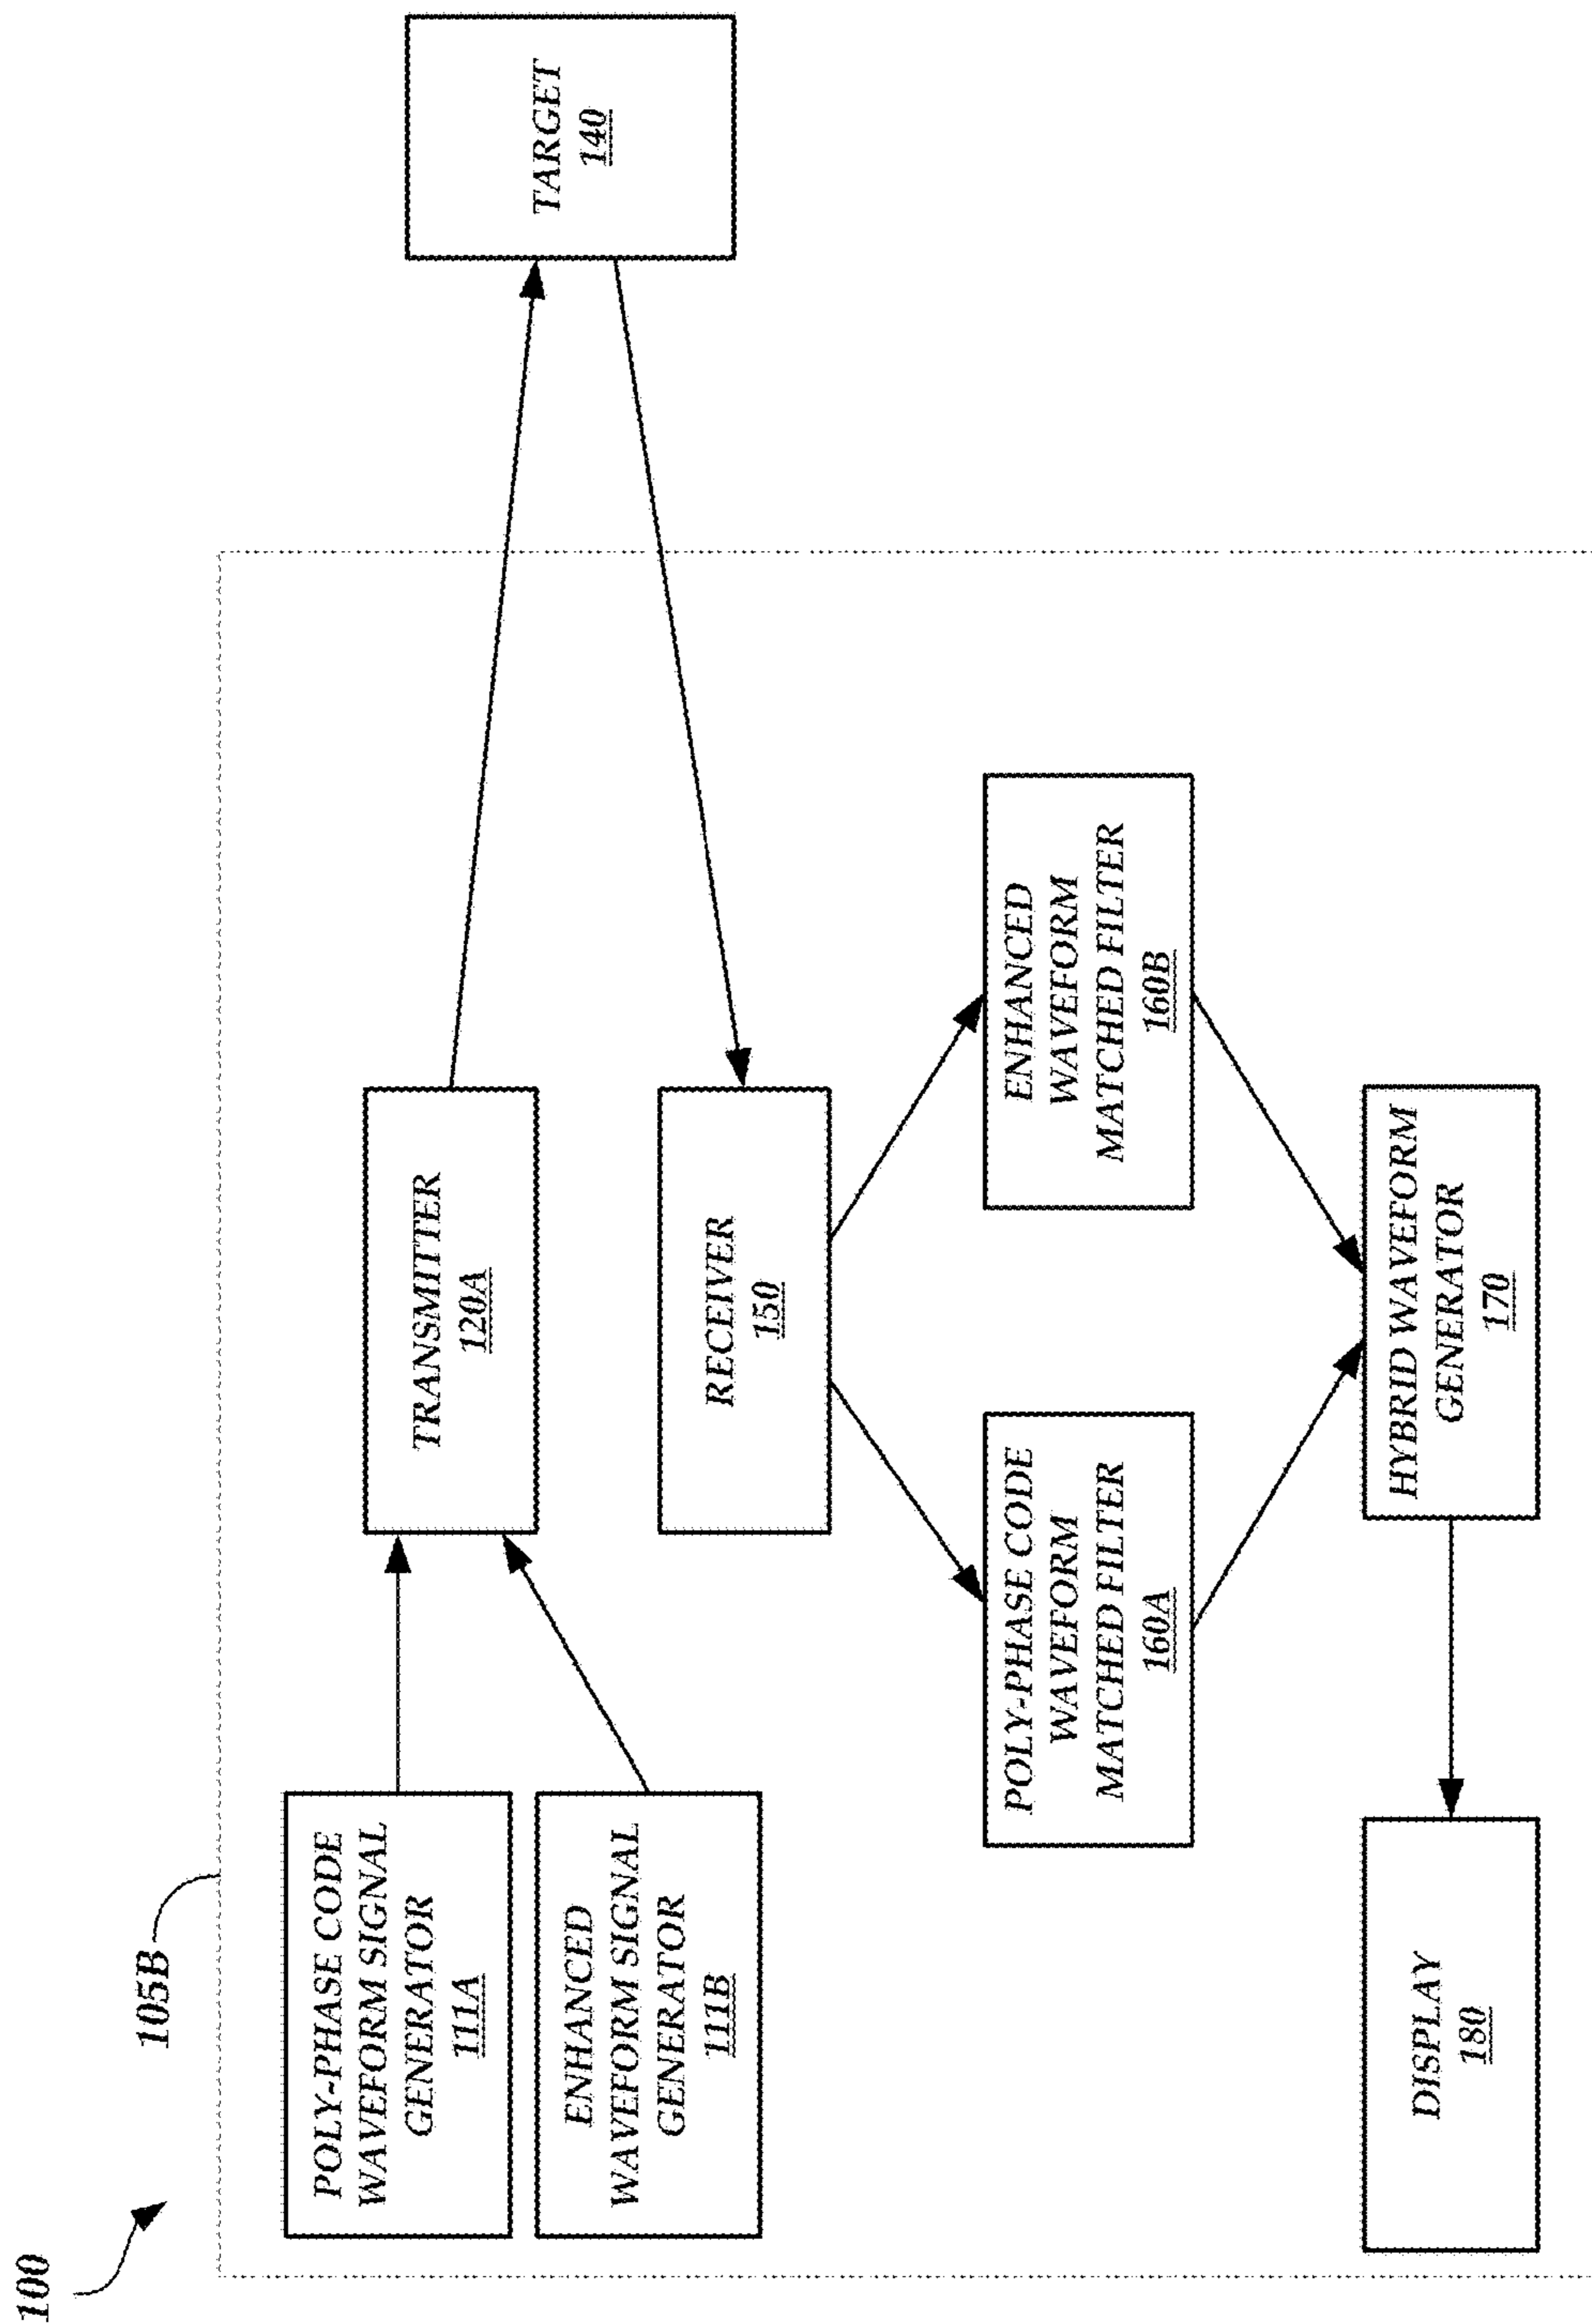 100
105B
POLY-PHASE CODE
WAVEFORM SIGNAL
GENERATOR
111A
ENHANCED
WAVEFORM SIGNAL
GENERATOR
111B
TRANSMITTER
120A
TARGET
140
RECEIVER
150
POLY-PHASE CODE
WAVEFORM
MATCHED FILTER
160A
ENHANCED
WAVEFORM
MATCHED FILTER
160B
HYBRID WAVEFORM
GENERATOR
170
DISPLAY
180